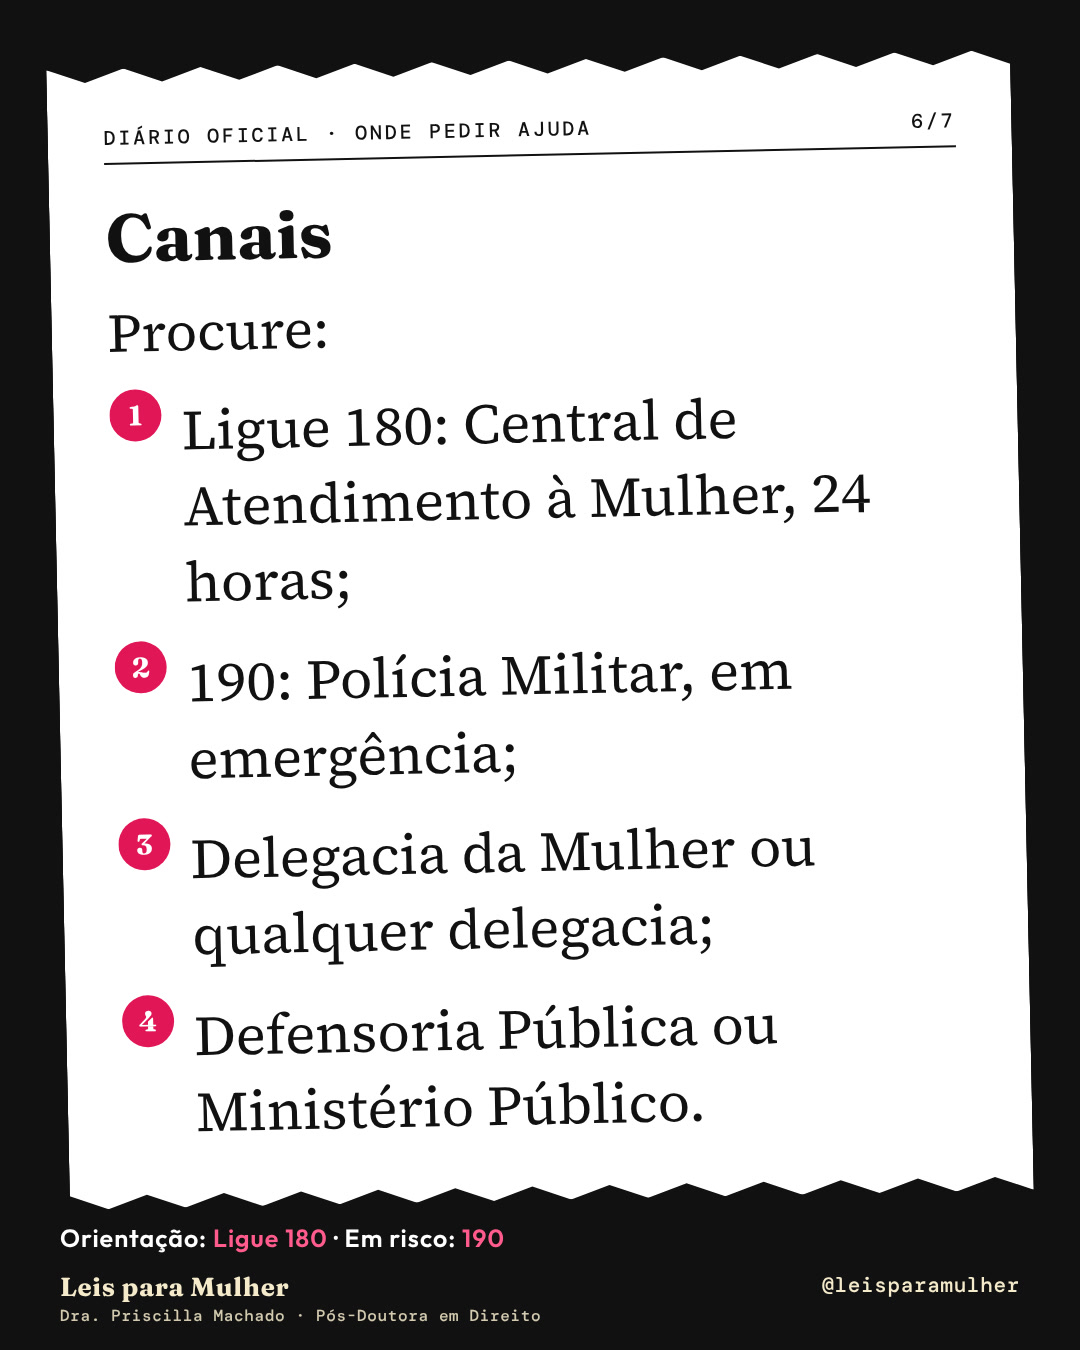 DIÁRIO OFICIAL · ONDE PEDIR AJUDA
6/7
Canais
Procure:
1
Ligue 180: Central de
Atendimento à Mulher, 24
horas;
2
190: Polícia Militar, em
emergência;
3
Delegacia da Mulher ou
qualquer delegacia;
4
Defensoria Pública ou
Ministério Público.
Orientação: Ligue 180 · Em risco: 190
Leis para Mulher
@leisparamulher
Dra. Priscilla Machado · Pós-Doutora em Direito